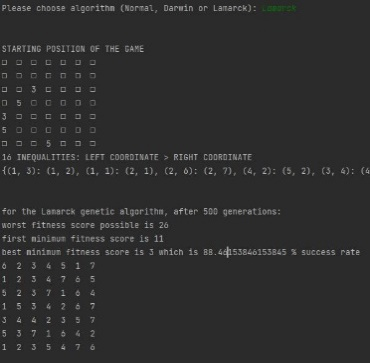 Please choose algorithm (Normal, Darwin or Lamarck): Lamarck
STARTING POSITION OF THE GAME
□ □ □ □ □ □ □
□ □ □ □ □ □ □
□ □ 3 □ □ □ □
□ 5 □ □ □ □ □
3 □ □ □ □ □ □
5 □ □ □ □ □ □
□ □ □ 5 □ □ □
16 INEQUALITIES: LEFT COORDINATE > RIGHT COORDINATE
{(1, 3): (1, 2), (1, 1): (2, 1), (2, 6): (2, 7), (4, 2): (5, 2), (3, 4): (4
for the Lamarck genetic algorithm, after 500 generations:
worst fitness score possible is 26
first minimum fitness score is 11
best minimum fitness score is 3 which is 88.46153846153845 % success rate
6 2 3 4 5 1 7
1 2 3 4 7 6 5
5 2 3 7 1 6 4
1 5 3 4 2 6 7
3 4 4 2 3 5 7
5 3 7 1 6 4 2
1 2 3 5 4 7 6